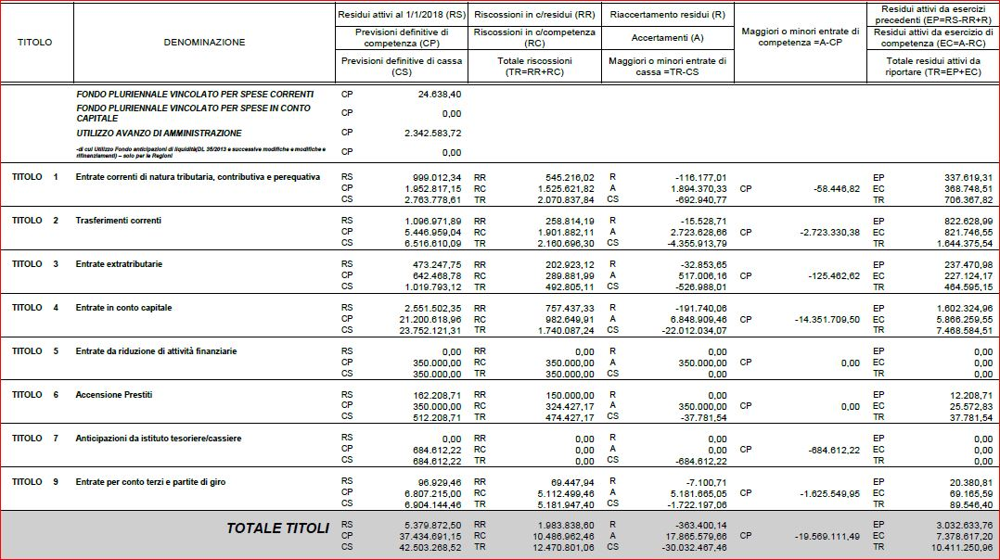 TITOLO DENOMINAZIONE Residui attivi al 1/1/2018 (RS) Riscossioni in c/residui (RR) Riaccertamento residui (R) Maggiori o minori entrate di competenza =A-CP Residui attivi da esercizi precedenti (EP=RS-RR+R)
Previsioni definitive di competenza (CP) Riscossioni in c/competenza (RC) Accertamenti (A) Residui attivi da esercizio di competenza (EC=A-RC)
Previsioni definitive di cassa (CS) Totale riscossioni (TR=RR+RC) Maggiori o minori entrate di cassa =TR-CS Totale residui attivi da riportare (TR=EP+EC)
FONDO PLURIENNALE VINCOLATO PER SPESE CORRENTI CP 24.638,40
FONDO PLURIENNALE VINCOLATO PER SPESE IN CONTO CAPITALE CP 0,00
UTILIZZO AVANZO DI AMMINISTRAZIONE CP 2.342.583,72
-di cui Utilizzo Fondo anticipazioni di liquidità(DL 35/2013 e successive modifiche e modifiche e rifinanziamenti) – solo per le Regioni CP 0,00
TITOLO 1 Entrate correnti di natura tributaria, contributiva e perequativa RS 999.012,34 RR 545.216,02 R -116.177,01 EP 337.619,31
CP 1.952.817,15 RC 1.525.621,82 A 1.894.370,33 CP -58.446,82 EC 368.748,51
CS 2.763.778,61 TR 2.070.837,84 CS -692.940,77 TR 706.367,82
TITOLO 2 Trasferimenti correnti RS 1.096.971,89 RR 258.814,19 R -15.528,71 EP 822.628,99
CP 5.446.959,04 RC 1.901.882,11 A 2.723.628,66 CP -2.723.330,38 EC 821.746,55
CS 6.516.610,09 TR 2.160.696,30 CS -4.355.913,79 TR 1.644.375,54
TITOLO 3 Entrate extratributarie RS 473.247,75 RR 202.923,12 R -32.853,65 EP 237.470,98
CP 642.468,78 RC 289.881,99 A 517.006,16 CP -125.462,62 EC 227.124,17
CS 1.019.793,12 TR 492.805,11 CS -526.988,01 TR 464.595,15
TITOLO 4 Entrate in conto capitale RS 2.551.502,35 RR 757.437,33 R -191.740,06 EP 1.602.324,96
CP 21.200.618,96 RC 982.649,91 A 6.848.909,46 CP -14.351.709,50 EC 5.866.259,55
CS 23.752.121,31 TR 1.740.087,24 CS -22.012.034,07 TR 7.468.584,51
TITOLO 5 Entrate da riduzione di attività finanziarie RS 0,00 RR 0,00 R 0,00 EP 0,00
CP 350.000,00 RC 350.000,00 A 350.000,00 CP 0,00 EC 0,00
CS 350.000,00 TR 350.000,00 CS 0,00 TR 0,00
TITOLO 6 Accensione Prestiti RS 162.208,71 RR 150.000,00 R 0,00 EP 12.208,71
CP 350.000,00 RC 324.427,17 A 350.000,00 CP 0,00 EC 25.572,83
CS 512.208,71 TR 474.427,17 CS -37.781,54 TR 37.781,54
TITOLO 7 Anticipazioni da istituto tesoriere/cassiere RS 0,00 RR 0,00 R 0,00 EP 0,00
CP 684.612,22 RC 0,00 A 0,00 CP -684.612,22 EC 0,00
CS 684.612,22 TR 0,00 CS -684.612,22 TR 0,00
TITOLO 9 Entrate per conto terzi e partite di giro RS 96.929,46 RR 69.447,94 R -7.100,71 EP 20.380,81
CP 6.807.215,00 RC 5.112.499,46 A 5.181.665,05 CP -1.625.549,95 EC 69.165,59
CS 6.904.144,46 TR 5.181.947,40 CS -1.722.197,06 TR 89.546,40
TOTALE TITOLI RS 5.379.872,50 RR 1.983.838,60 R -363.400,14 EP 3.032.633,76
CP 37.434.691,15 RC 10.486.962,46 A 17.865.579,66 CP -19.569.111,49 EC 7.378.617,20
CS 42.503.268,52 TR 12.470.801,06 CS -30.032.467,46 TR 10.411.250,96